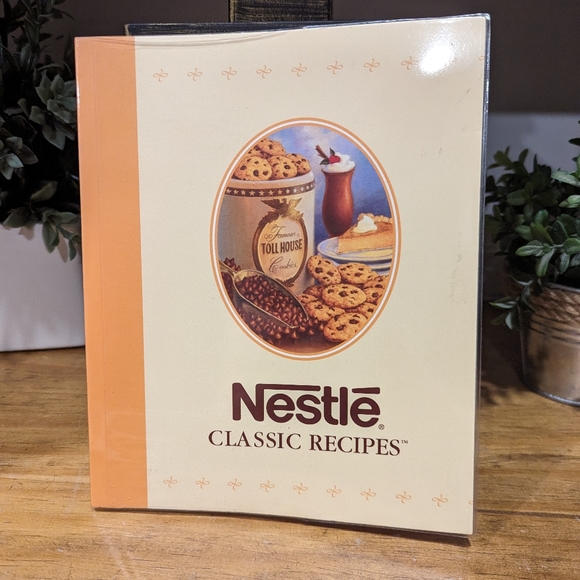 Famous
TOLL HOUSE
Cookies
Nestlé®
CLASSIC RECIPES™